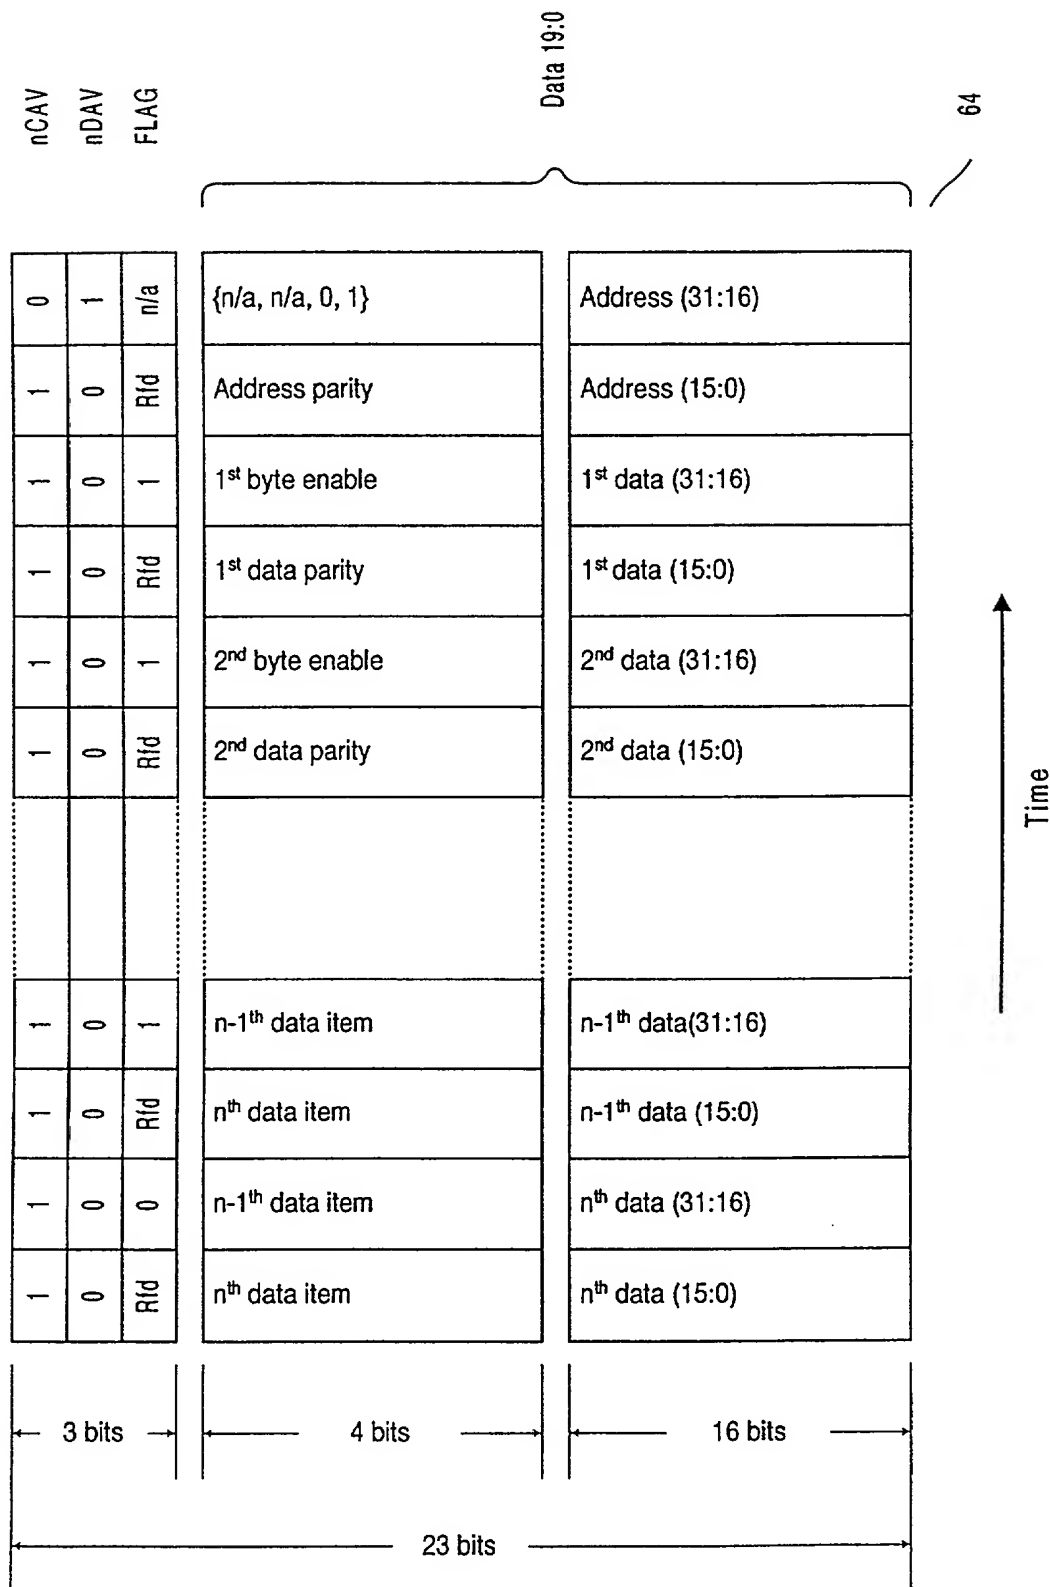 nCAV nDAV FLAG
Data 19:0
64
0 1 n/a {n/a, n/a, 0, 1} Address (31:16)
1 0 Rfd Address parity Address (15:0)
1 0 1 1st byte enable 1st data (31:16)
1 0 Rfd 1st data parity 1st data (15:0)
1 0 1 2nd byte enable 2nd data (31:16)
1 0 Rfd 2nd data parity 2nd data (15:0)
Time
1 0 1 n-1th data item n-1th data(31:16)
1 0 Rfd nth data item n-1th data (15:0)
1 0 0 n-1th data item nth data (31:16)
1 0 Rfd nth data item nth data (15:0)
3 bits 4 bits 16 bits
23 bits